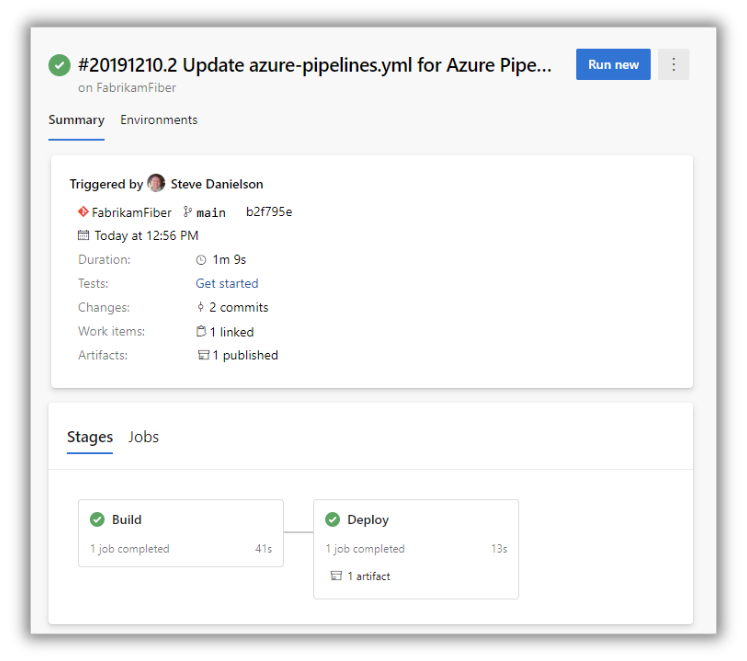 #20191210.2 Update azure-pipelines.yml for Azure Pipe...
Run new
on FabrikamFiber
Summary Environments
Triggered by Steve Danielson
FabrikamFiber main b2f795e
Today at 12:56 PM
Duration: 1m 9s
Tests: Get started
Changes: 2 commits
Work items: 1 linked
Artifacts: 1 published
Stages Jobs
Build
1 job completed 41s
Deploy
1 job completed 13s
1 artifact